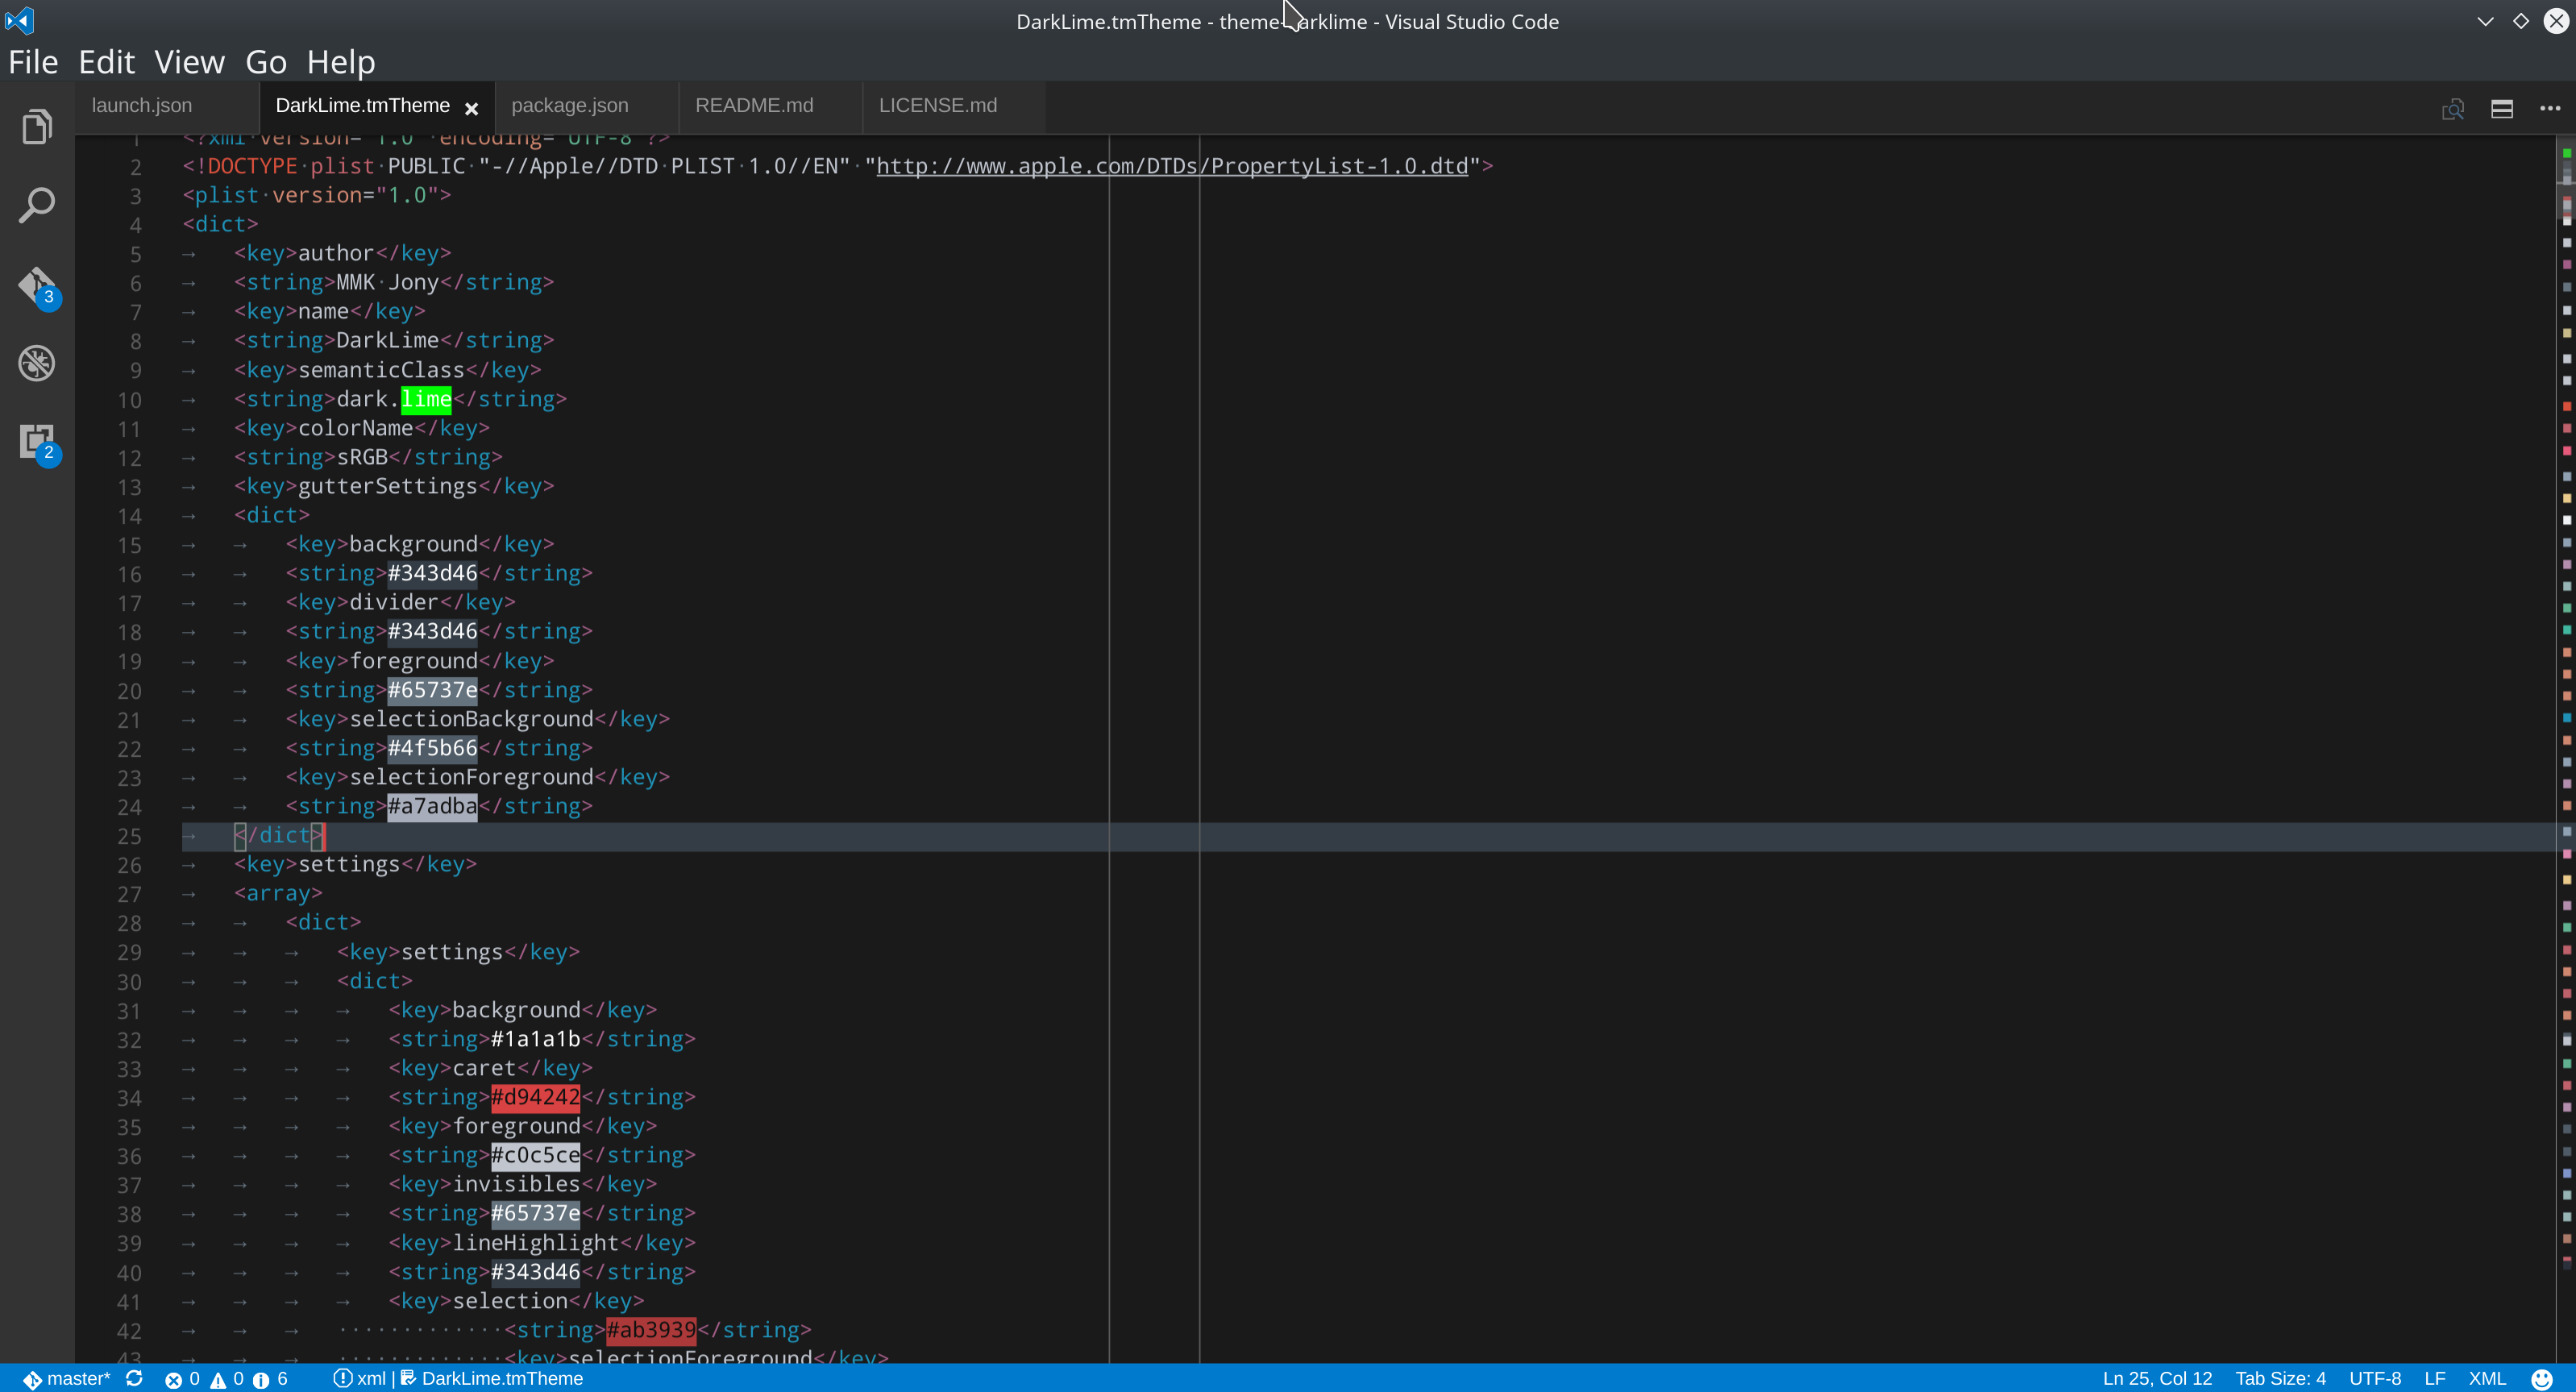 DarkLime.tmTheme - theme-darklime - Visual Studio Code
File Edit View Go Help
launch.json DarkLime.tmTheme package.json README.md LICENSE.md
1 <?xml version="1.0" encoding="UTF-8"?>
2 <!DOCTYPE plist PUBLIC "-//Apple//DTD PLIST 1.0//EN" "http://www.apple.com/DTDs/PropertyList-1.0.dtd">
3 <plist version="1.0">
4 <dict>
5 <key>author</key>
6 <string>MMK Jony</string>
7 <key>name</key>
8 <string>DarkLime</string>
9 <key>semanticClass</key>
10 <string>dark.lime</string>
11 <key>colorName</key>
12 <string>sRGB</string>
13 <key>gutterSettings</key>
14 <dict>
15 <key>background</key>
16 <string>#343d46</string>
17 <key>divider</key>
18 <string>#343d46</string>
19 <key>foreground</key>
20 <string>#65737e</string>
21 <key>selectionBackground</key>
22 <string>#4f5b66</string>
23 <key>selectionForeground</key>
24 <string>#a7adba</string>
25 </dict>
26 <key>settings</key>
27 <array>
28 <dict>
29 <key>settings</key>
30 <dict>
31 <key>background</key>
32 <string>#1a1a1b</string>
33 <key>caret</key>
34 <string>#d94242</string>
35 <key>foreground</key>
36 <string>#c0c5ce</string>
37 <key>invisibles</key>
38 <string>#65737e</string>
39 <key>lineHighlight</key>
40 <string>#343d46</string>
41 <key>selection</key>
42 <string>#ab3939</string>
43 <key>selectionForeground</key>
3
2
master* 0 0 6 xml | DarkLime.tmTheme Ln 25, Col 12 Tab Size: 4 UTF-8 LF XML